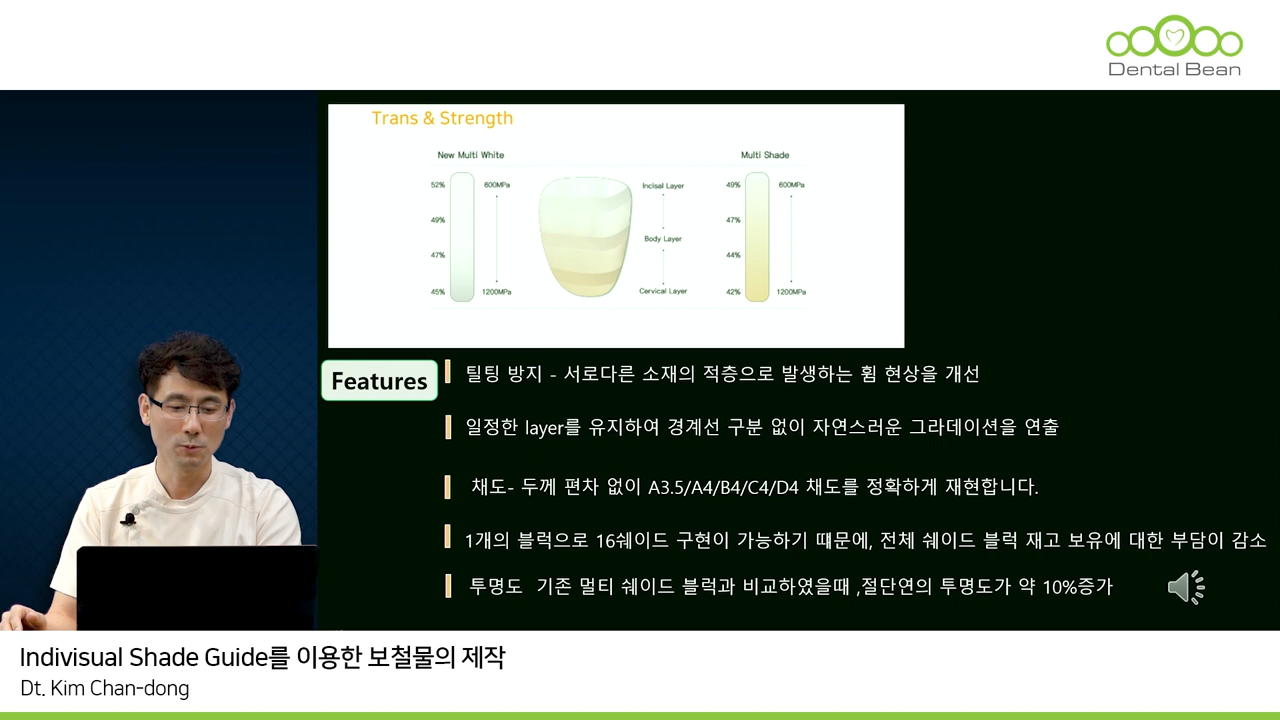 Dental Bean
Trans & Strength
New Multi White
Multi Shade
52%
600MPa
Incisal Layer
49%
600MPa
49%
47%
Body Layer
47%
44%
45%
1200MPa
Cervical Layer
42%
1200MPa
Features
틸팅 방지 - 서로다른 소재의 적층으로 발생하는 휨 현상을 개선
일정한 layer를 유지하여 경계선 구분 없이 자연스러운 그라데이션을 연출
채도- 두께 편차 없이 A3.5/A4/B4/C4/D4 채도를 정확하게 재현합니다.
1개의 블럭으로 16쉐이드 구현이 가능하기 떄문에, 전체 쉐이드 블럭 재고 보유에 대한 부담이 감소
투명도 기존 멀티 쉐이드 블럭과 비교하였을때 ,절단연의 투명도가 약 10%증가
Indivisual Shade Guide를 이용한 보철물의 제작
Dt. Kim Chan-dong